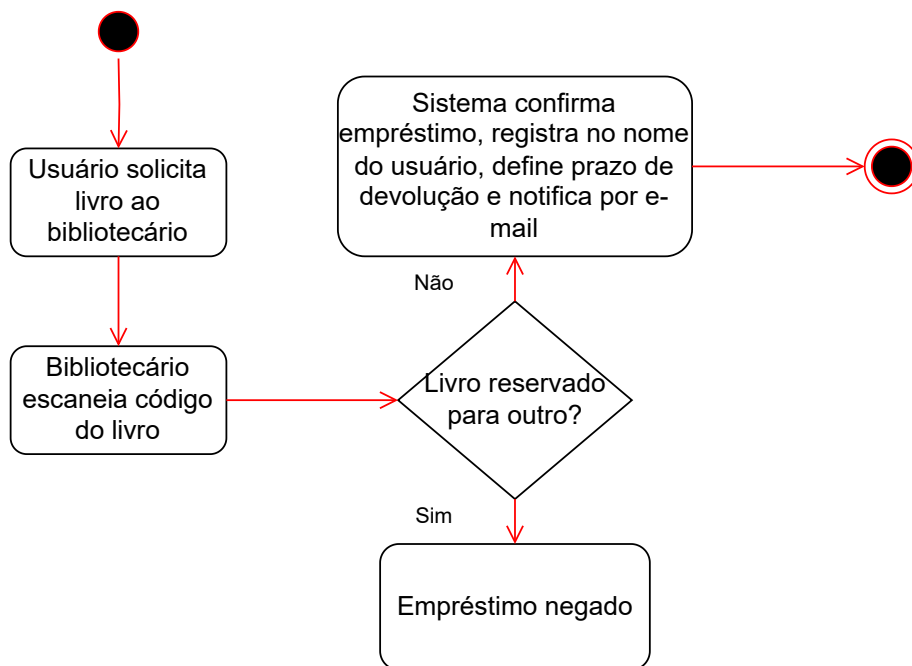 Usuário solicita
livro ao
bibliotecário
Bibliotecário
escaneia código
do livro
Livro reservado
para outro?
Não
Sistema confirma
empréstimo, registra no nome
do usuário, define prazo de
devolução e notifica por e-
mail
Sim
Empréstimo negado